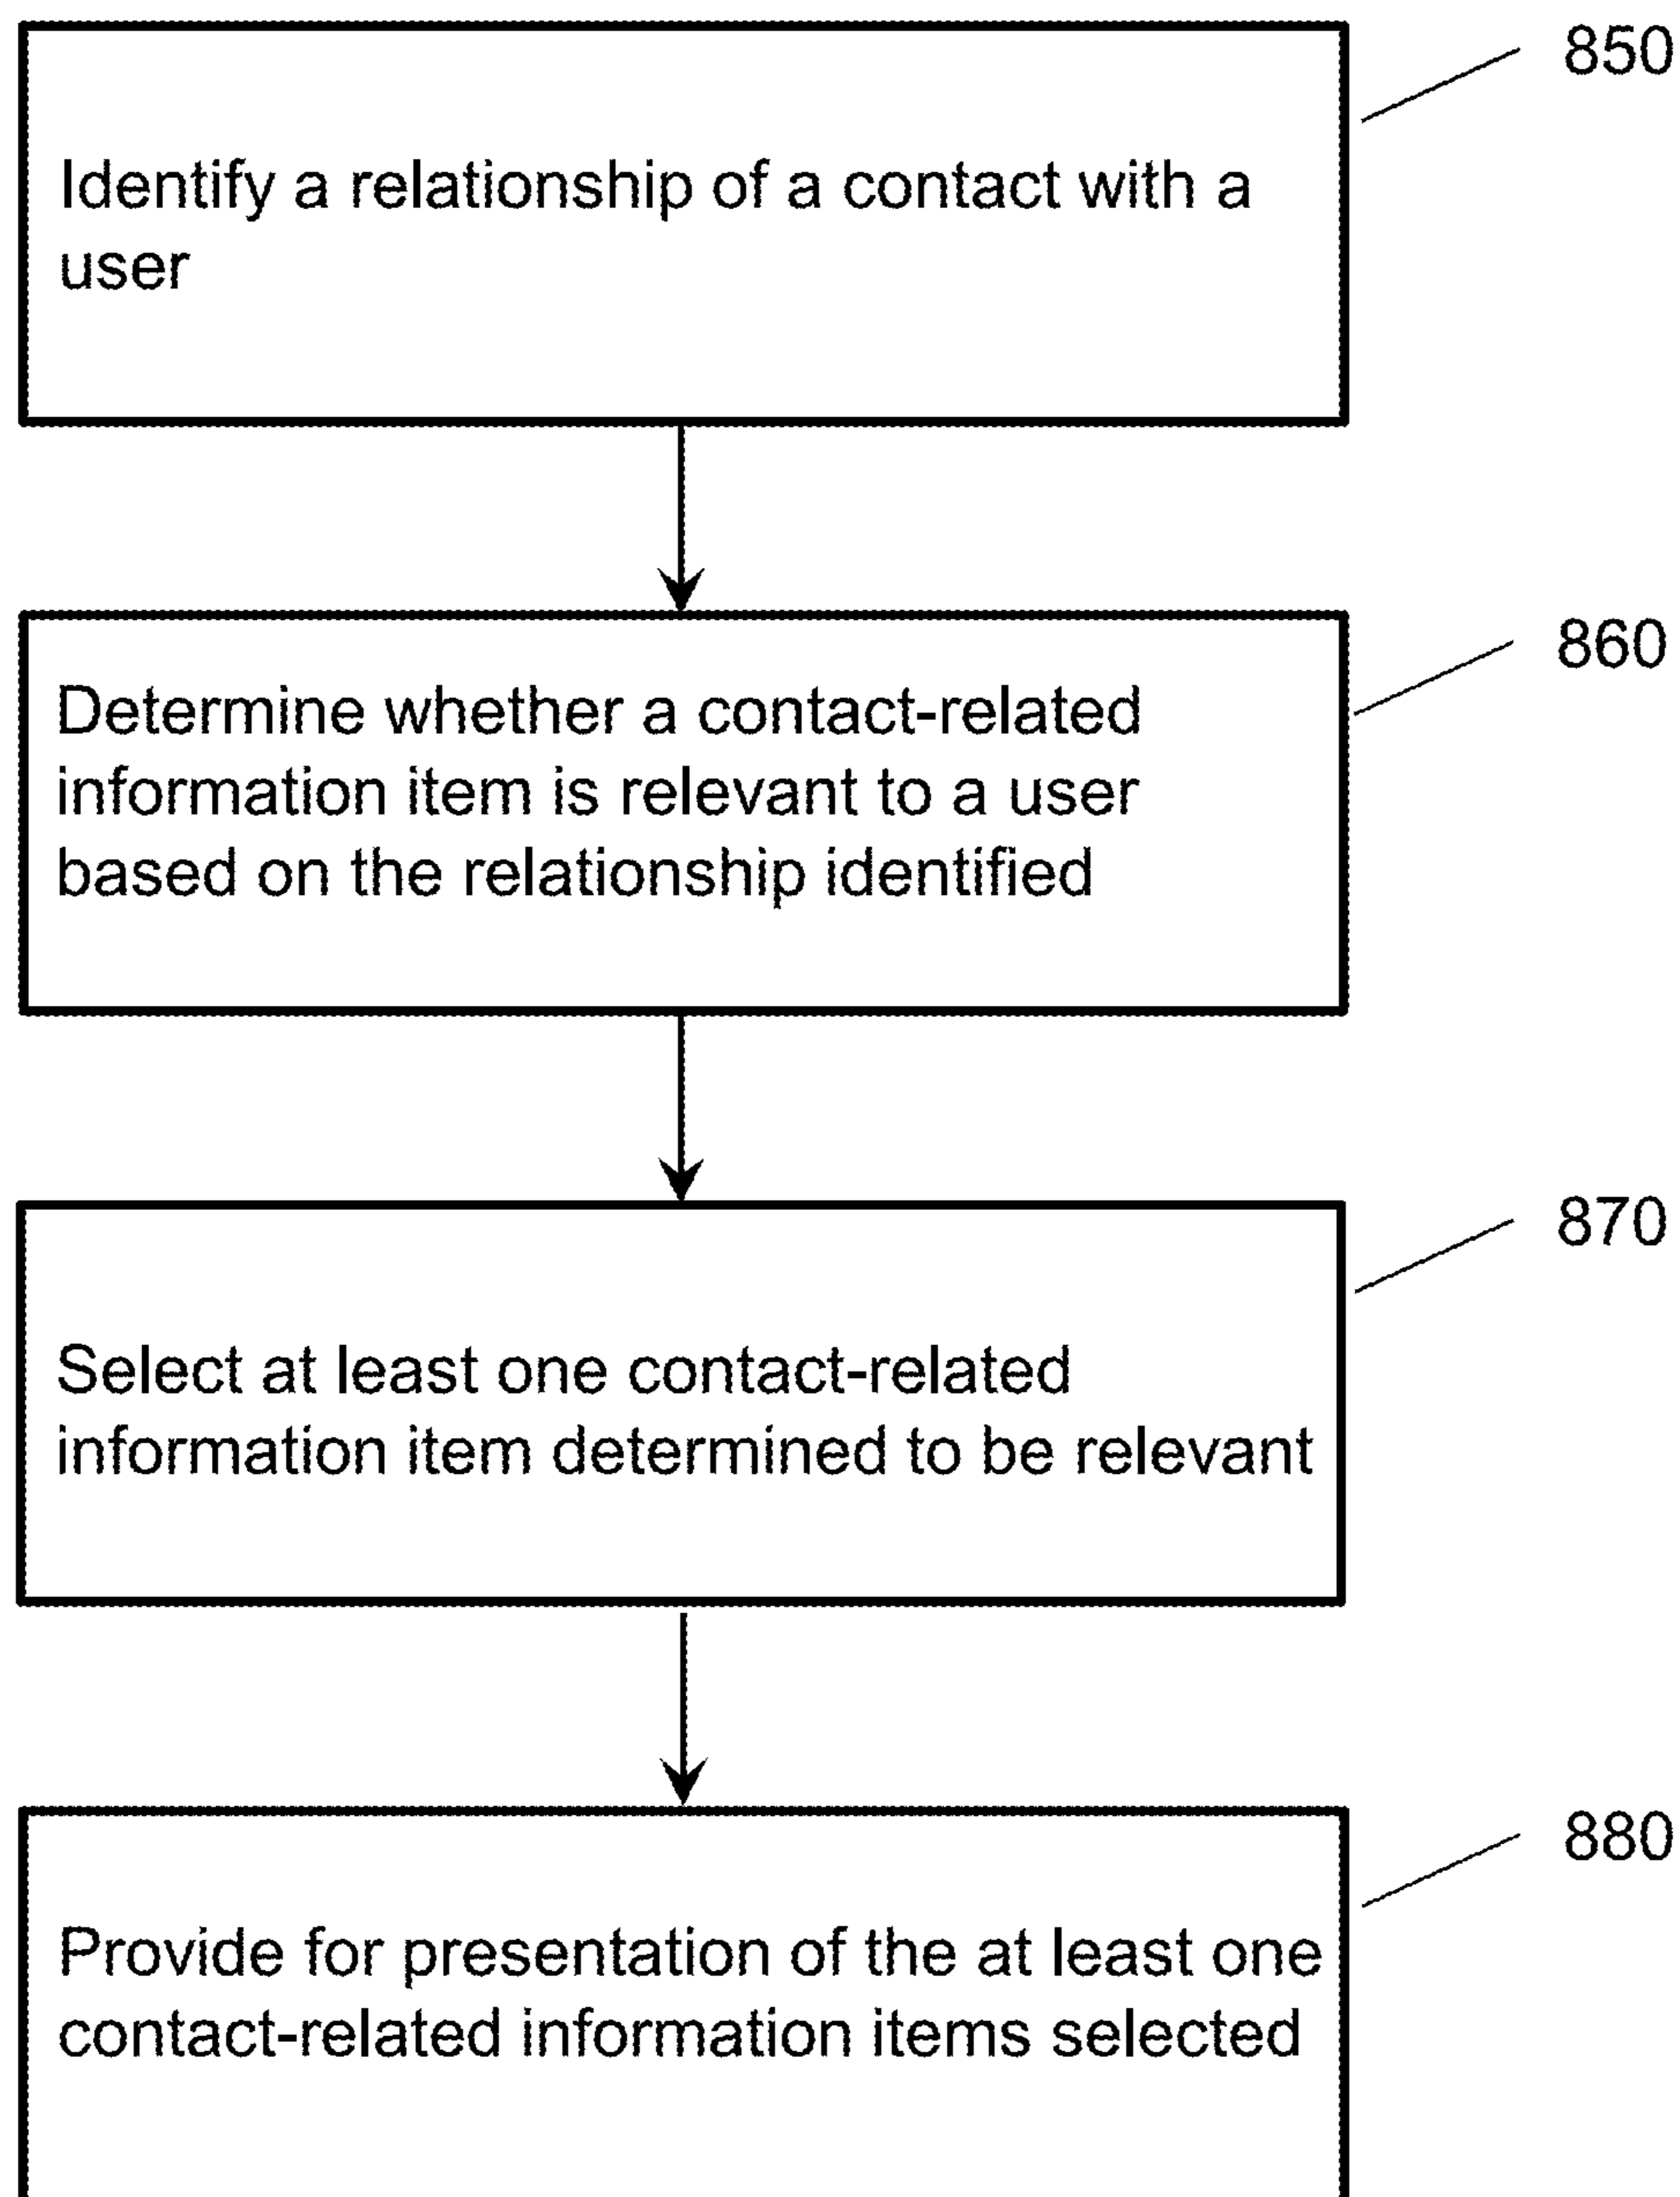 850
Identify a relationship of a contact with a
user
860
Determine whether a contact-related
information item is relevant to a user
based on the relationship identified
870
Select at least one contact-related
information item determined to be relevant
880
Provide for presentation of the at least one
contact-related information items selected